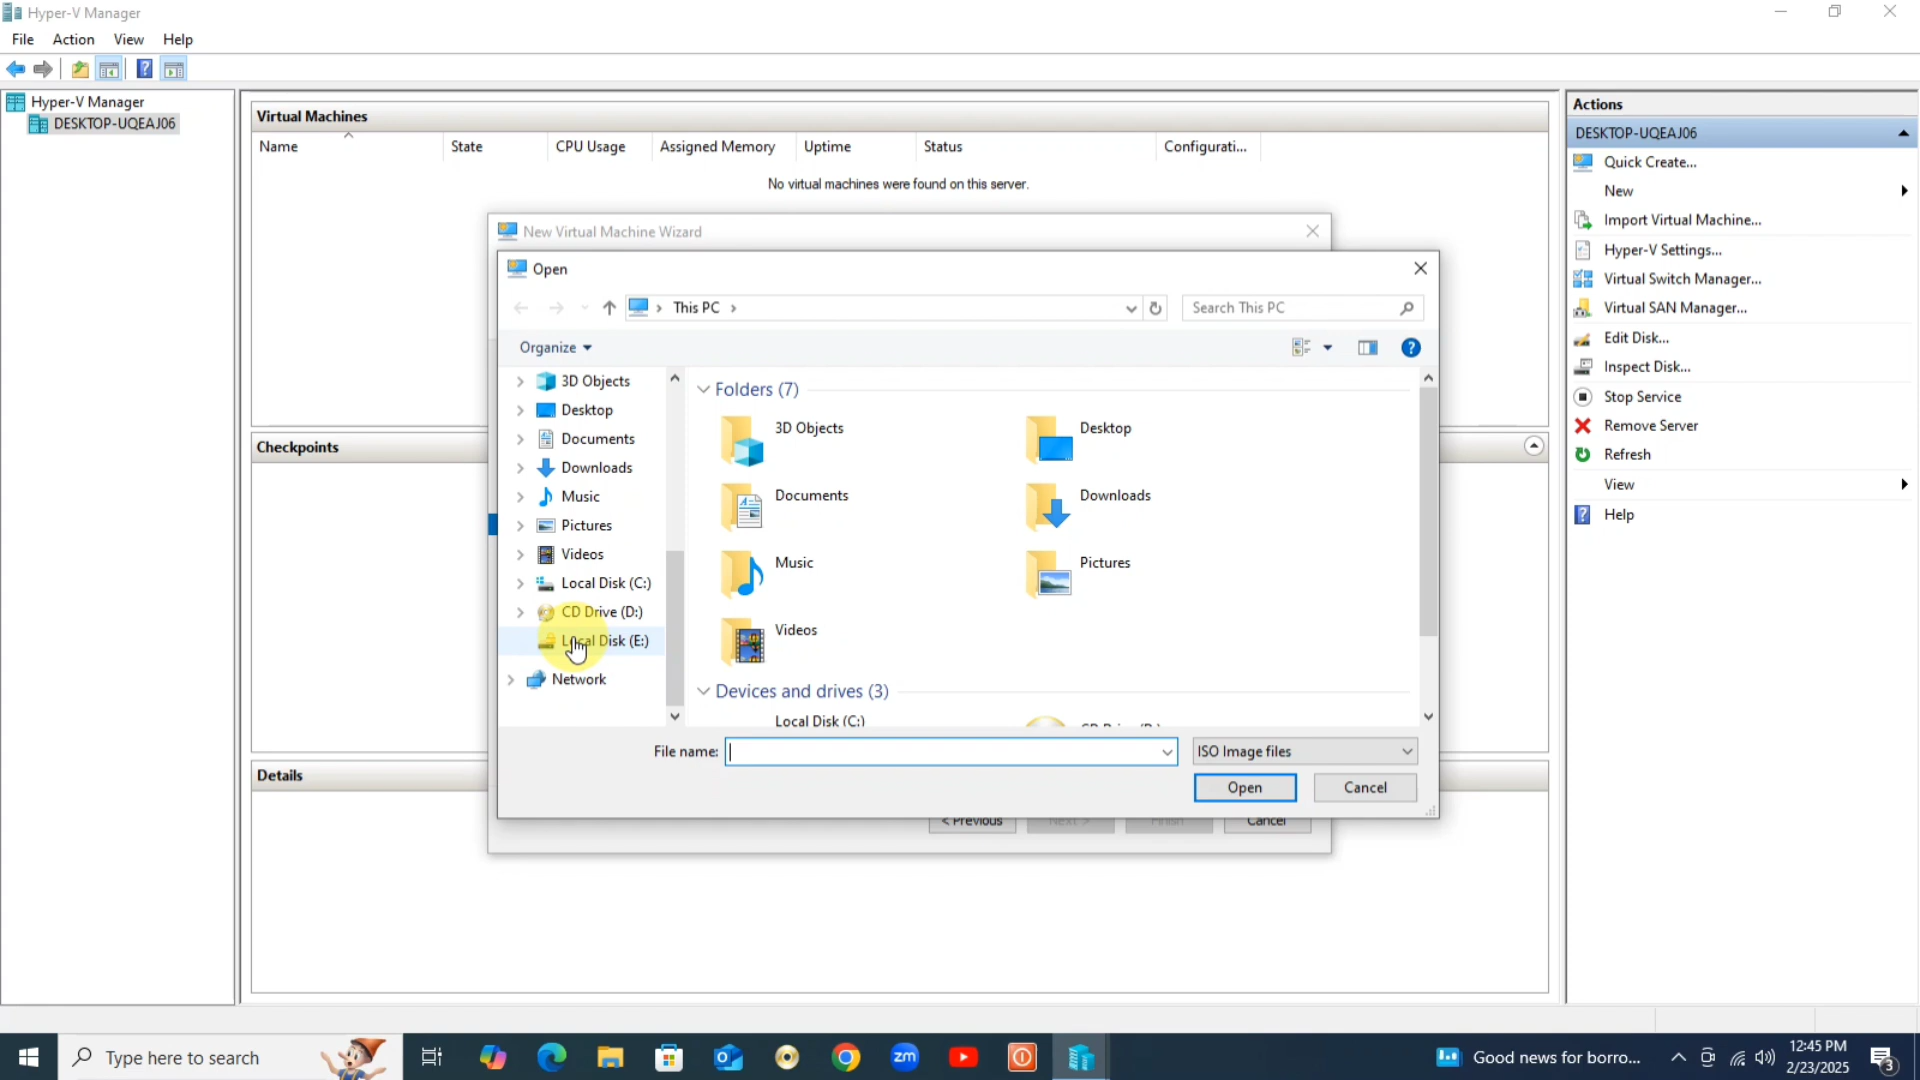 Hyper-V Manager
File Action View Help
Hyper-V Manager
DESKTOP-UQEAJ06
Virtual Machines
Name State CPU Usage Assigned Memory Uptime Status Configurati...
No virtual machines were found on this server.
New Virtual Machine Wizard
Open
This PC
Search This PC
Organize
3D Objects
Desktop
Documents
Downloads
Music
Pictures
Videos
Local Disk (C:)
CD Drive (D:)
Local Disk (E:)
Network
Folders (7)
3D Objects Desktop
Documents Downloads
Music Pictures
Videos
Devices and drives (3)
Local Disk (C:) CD Drive (D:)
File name: ISO Image files
Open Cancel
< Previous Next > Finish Cancel
Checkpoints
Details
Actions
DESKTOP-UQEAJ06
Quick Create...
New
Import Virtual Machine...
Hyper-V Settings...
Virtual Switch Manager...
Virtual SAN Manager...
Edit Disk...
Inspect Disk...
Stop Service
Remove Server
Refresh
View
Help
Type here to search
zm
Good news for borro...
12:45 PM
2/23/2025
3